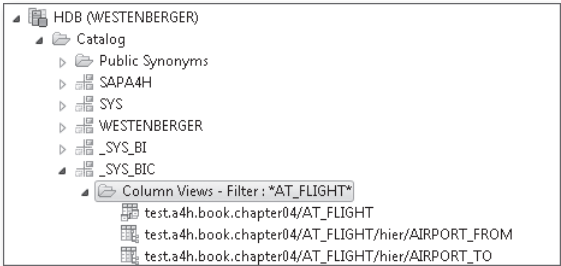 HDB (WESTENBERGER)
Catalog
Public Synonyms
SAPA4H
SYS
WESTENBERGER
_SYS_BI
_SYS_BIC
Column Views - Filter : *AT_FLIGHT*
test.a4h.book.chapter04/AT_FLIGHT
test.a4h.book.chapter04/AT_FLIGHT/hier/AIRPORT_FROM
test.a4h.book.chapter04/AT_FLIGHT/hier/AIRPORT_TO